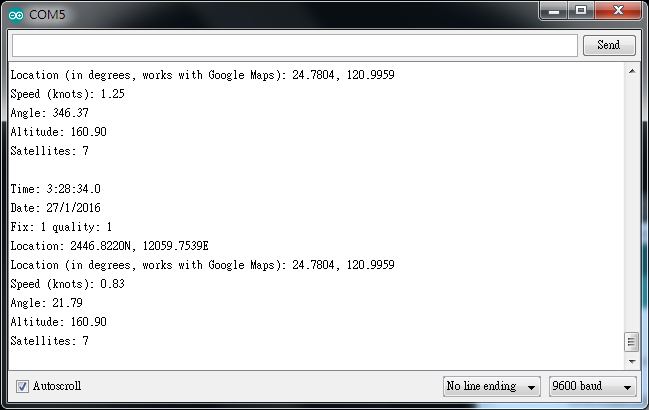 COM5
Send
Location (in degrees, works with Google Maps): 24.7804, 120.9959
Speed (knots): 1.25
Angle: 346.37
Altitude: 160.90
Satellites: 7
Time: 3:28:34.0
Date: 27/1/2016
Fix: 1 quality: 1
Location: 2446.8220N, 12059.7539E
Location (in degrees, works with Google Maps): 24.7804, 120.9959
Speed (knots): 0.83
Angle: 21.79
Altitude: 160.90
Satellites: 7
Autoscroll
No line ending
9600 baud